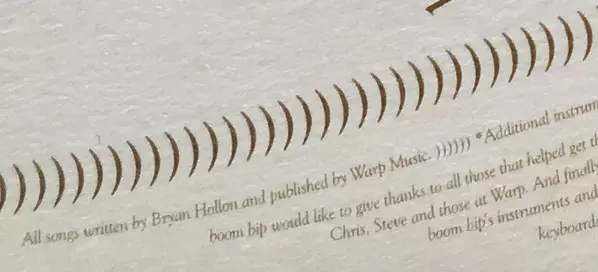 ))))))))))))))))))))))))))))))
All songs written by Bryan Hollon and published by Warp Music. )))))) *Additional instrum
boom bip would like to give thanks to all those that helped get th
Chris, Steve and those at Warp. And finally
boom bip's instruments and
keyboards